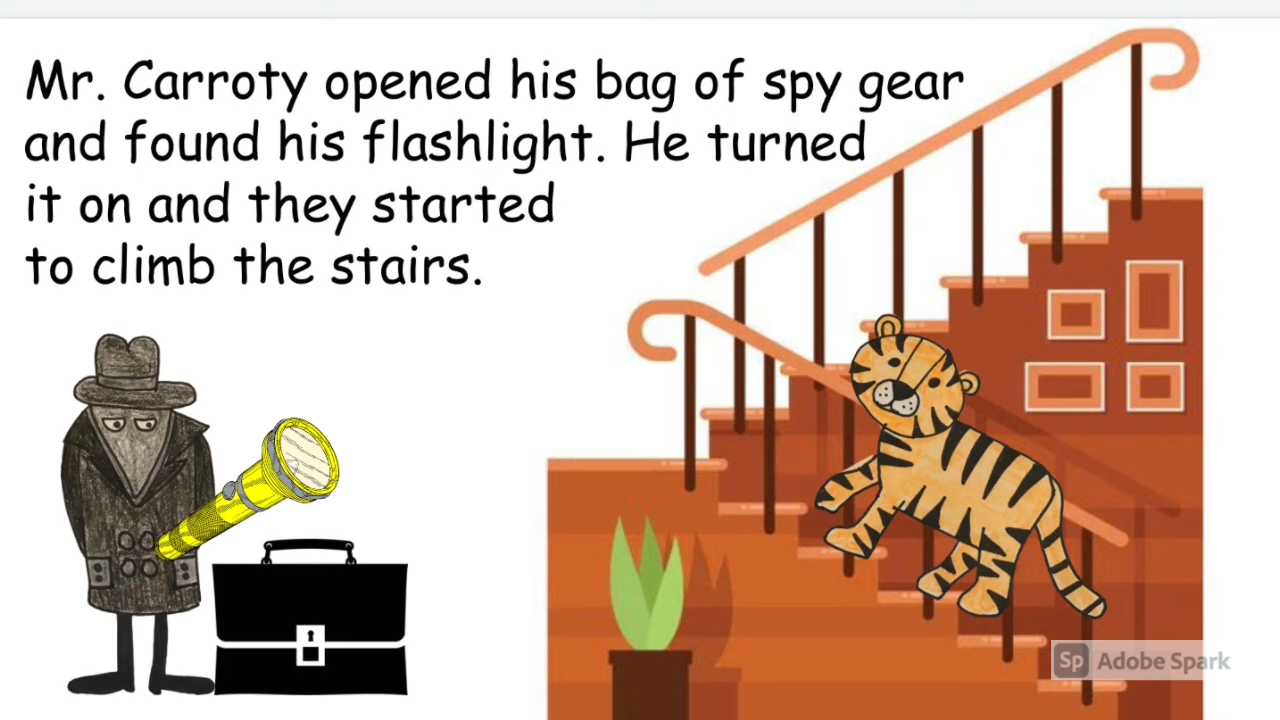 Mr. Carroty opened his bag of spy gear
and found his flashlight. He turned
it on and they started
to climb the stairs.
Sp Adobe Spark